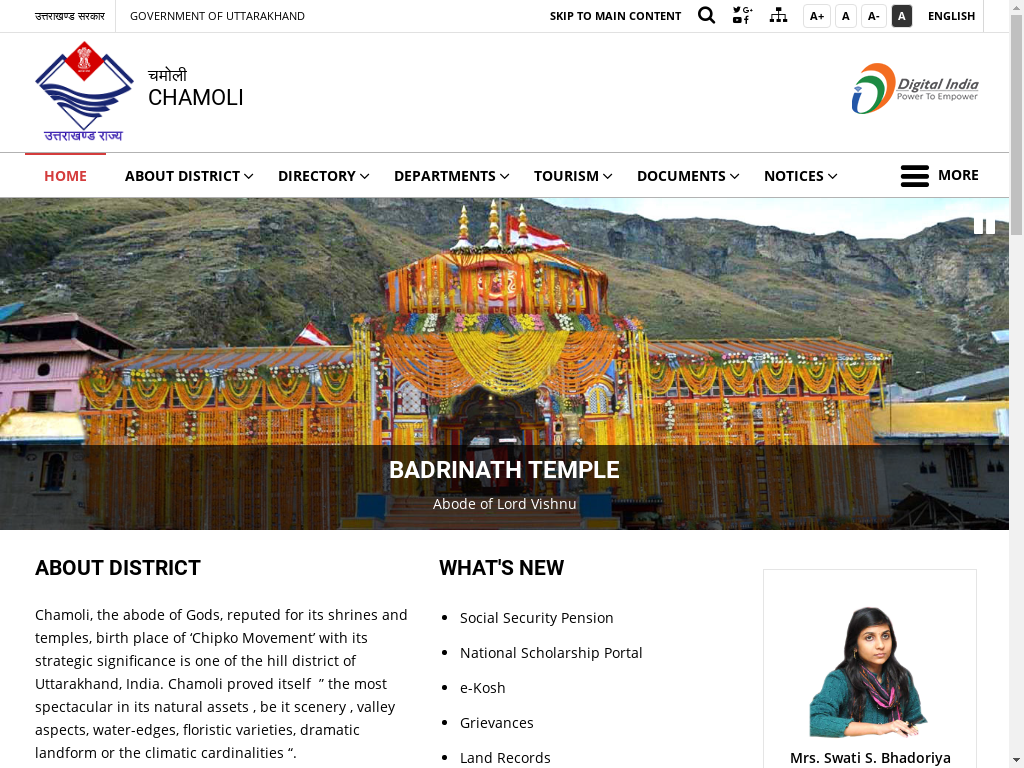 उत्तराखण्ड सरकार
GOVERNMENT OF UTTARAKHAND
SKIP TO MAIN CONTENT
A+
A
A-
A
ENGLISH
उत्तराखण्ड राज्य
चमोली
CHAMOLI
Digital India
Power To Empower
HOME
ABOUT DISTRICT
DIRECTORY
DEPARTMENTS
TOURISM
DOCUMENTS
NOTICES
MORE
BADRINATH TEMPLE
Abode of Lord Vishnu
ABOUT DISTRICT
Chamoli, the abode of Gods, reputed for its shrines and
temples, birth place of ‘Chipko Movement’ with its
strategic significance is one of the hill district of
Uttarakhand, India. Chamoli proved itself  ” the most
spectacular in its natural assets , be it scenery , valley
aspects, water-edges, floristic varieties, dramatic
landform or the climatic cardinalities “.
WHAT'S NEW
Social Security Pension
National Scholarship Portal
e-Kosh
Grievances
Land Records
Mrs. Swati S. Bhadoriya